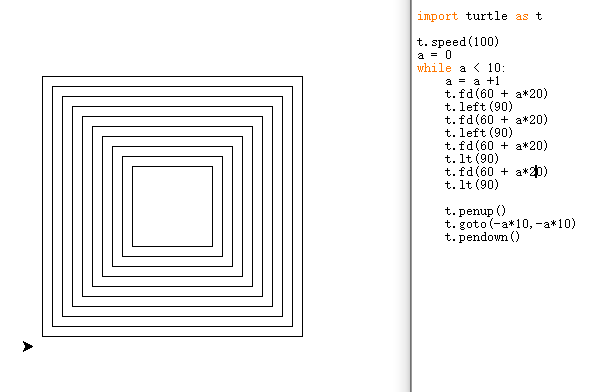 import turtle as t
t.speed(100)
a = 0
while a < 10:
a = a +1
t.fd(60 + a*20)
t.left(90)
t.fd(60 + a*20)
t.left(90)
t.fd(60 + a*20)
t.lt(90)
t.fd(60 + a*20)
t.lt(90)
t.penup()
t.goto(-a*10,-a*10)
t.pendown()